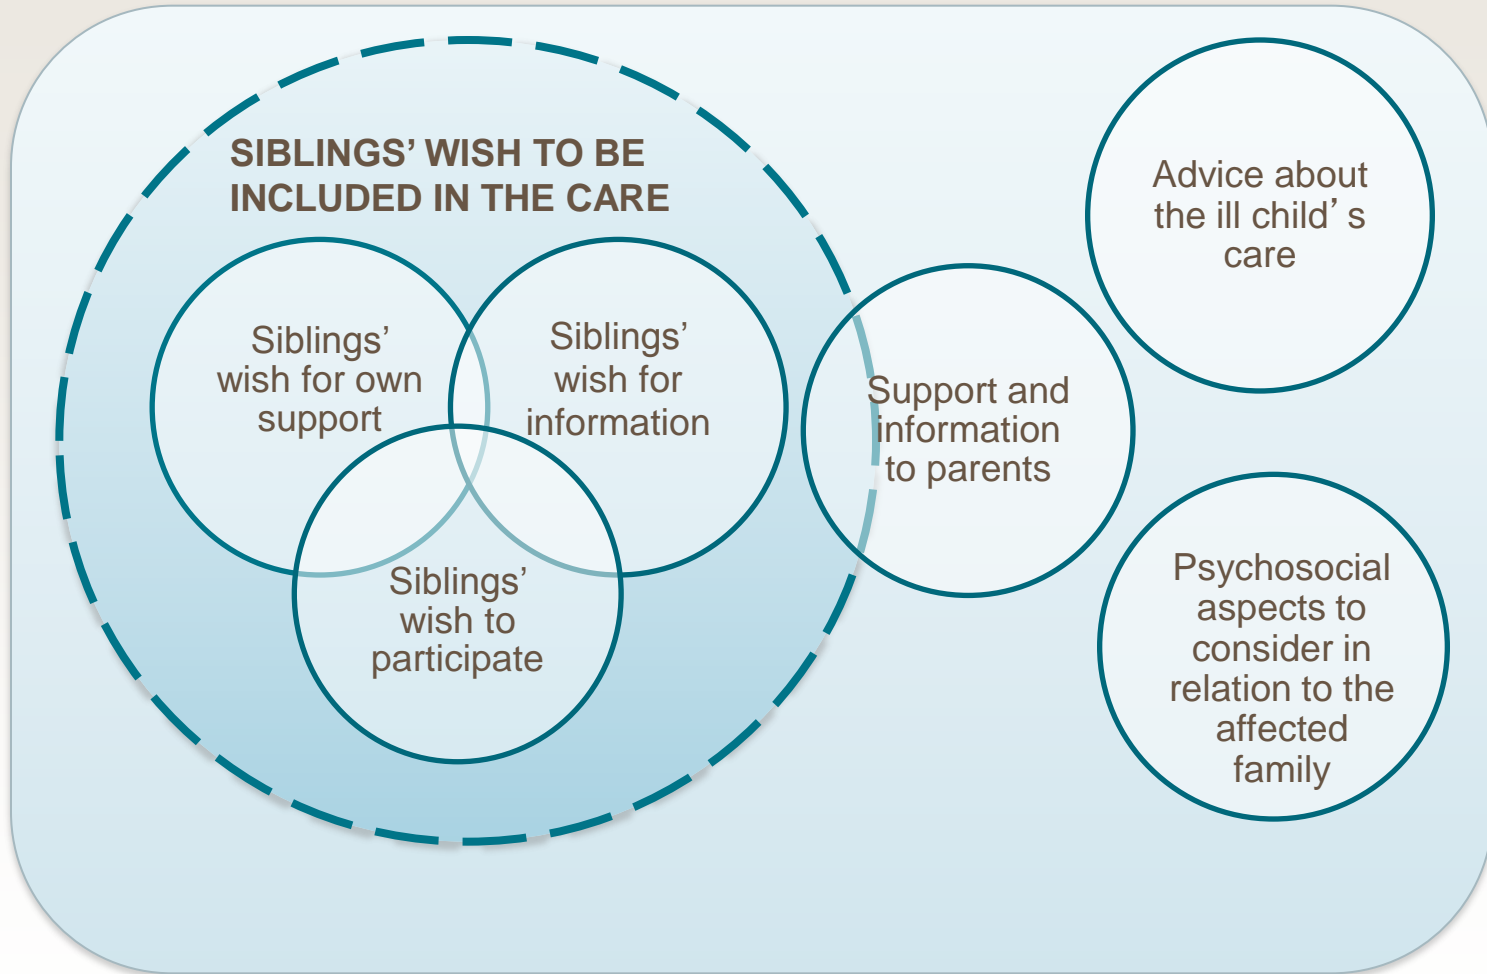 SIBLINGS’ WISH TO BE
INCLUDED IN THE CARE
Siblings’
wish for own
support
Siblings’
wish for
information
Siblings’
wish to
participate
Support and
information
to parents
Advice about
the ill child’ s
care
Psychosocial
aspects to
consider in
relation to the
affected
family